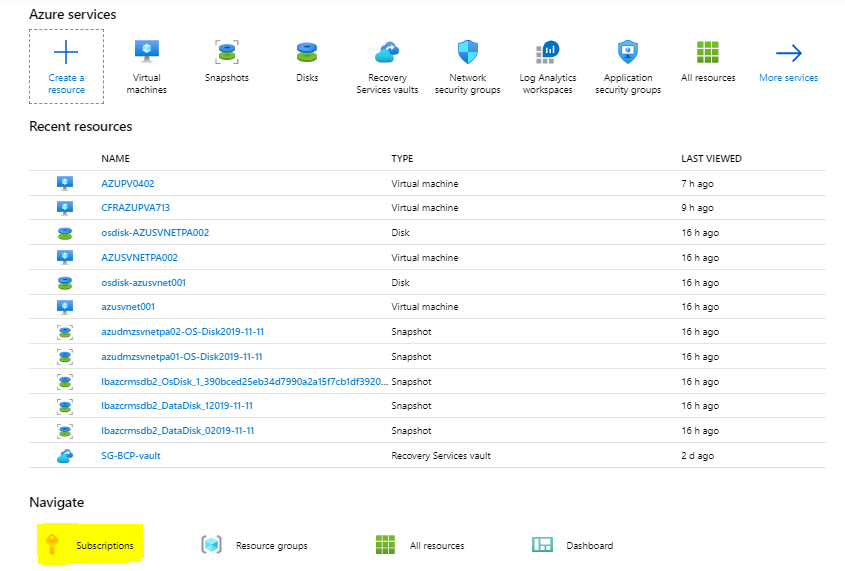 Azure services
Create a resource
Virtual machines
Snapshots
Disks
Recovery Services vaults
Network security groups
Log Analytics workspaces
Application security groups
All resources
More services
Recent resources
NAME TYPE LAST VIEWED
AZUPV0402 Virtual machine 7 h ago
CFRAZUPVA713 Virtual machine 9 h ago
osdisk-AZUSVNETPA002 Disk 16 h ago
AZUSVNETPA002 Virtual machine 16 h ago
osdisk-azusvnet001 Disk 16 h ago
azusvnet001 Virtual machine 16 h ago
azudmzsvnetpa02-OS-Disk2019-11-11 Snapshot 16 h ago
azudmzsvnetpa01-OS-Disk2019-11-11 Snapshot 16 h ago
lbazcrmsdb2_OsDisk_1_390bced25eb34d7990a2a15f7cb1df3920... Snapshot 16 h ago
lbazcrmsdb2_DataDisk_12019-11-11 Snapshot 16 h ago
lbazcrmsdb2_DataDisk_02019-11-11 Snapshot 16 h ago
SG-BCP-vault Recovery Services vault 2 d ago
Navigate
Subscriptions Resource groups All resources Dashboard